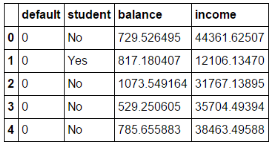 default student balance income
0 0 No 729.526495 44361.62507
1 0 Yes 817.180407 12106.13470
2 0 No 1073.549164 31767.13895
3 0 No 529.250605 35704.49394
4 0 No 785.655883 38463.49588